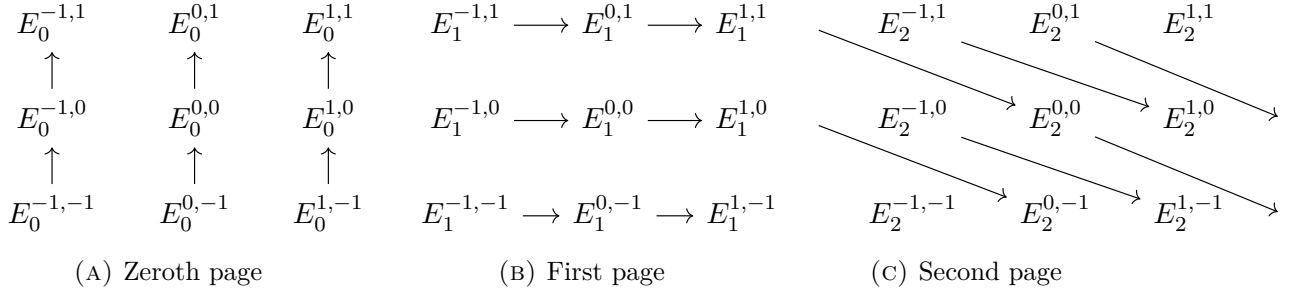 E_0^{-1,1} E_0^{0,1} E_0^{1,1} E_1^{-1,1} E_1^{0,1} E_1^{1,1} E_2^{-1,1} E_2^{0,1} E_2^{1,1}
E_0^{-1,0} E_0^{0,0} E_0^{1,0} E_1^{-1,0} E_1^{0,0} E_1^{1,0} E_2^{-1,0} E_2^{0,0} E_2^{1,0}
E_0^{-1,-1} E_0^{0,-1} E_0^{1,-1} E_1^{-1,-1} E_1^{0,-1} E_1^{1,-1} E_2^{-1,-1} E_2^{0,-1} E_2^{1,-1}
(A) Zeroth page (B) First page (C) Second page